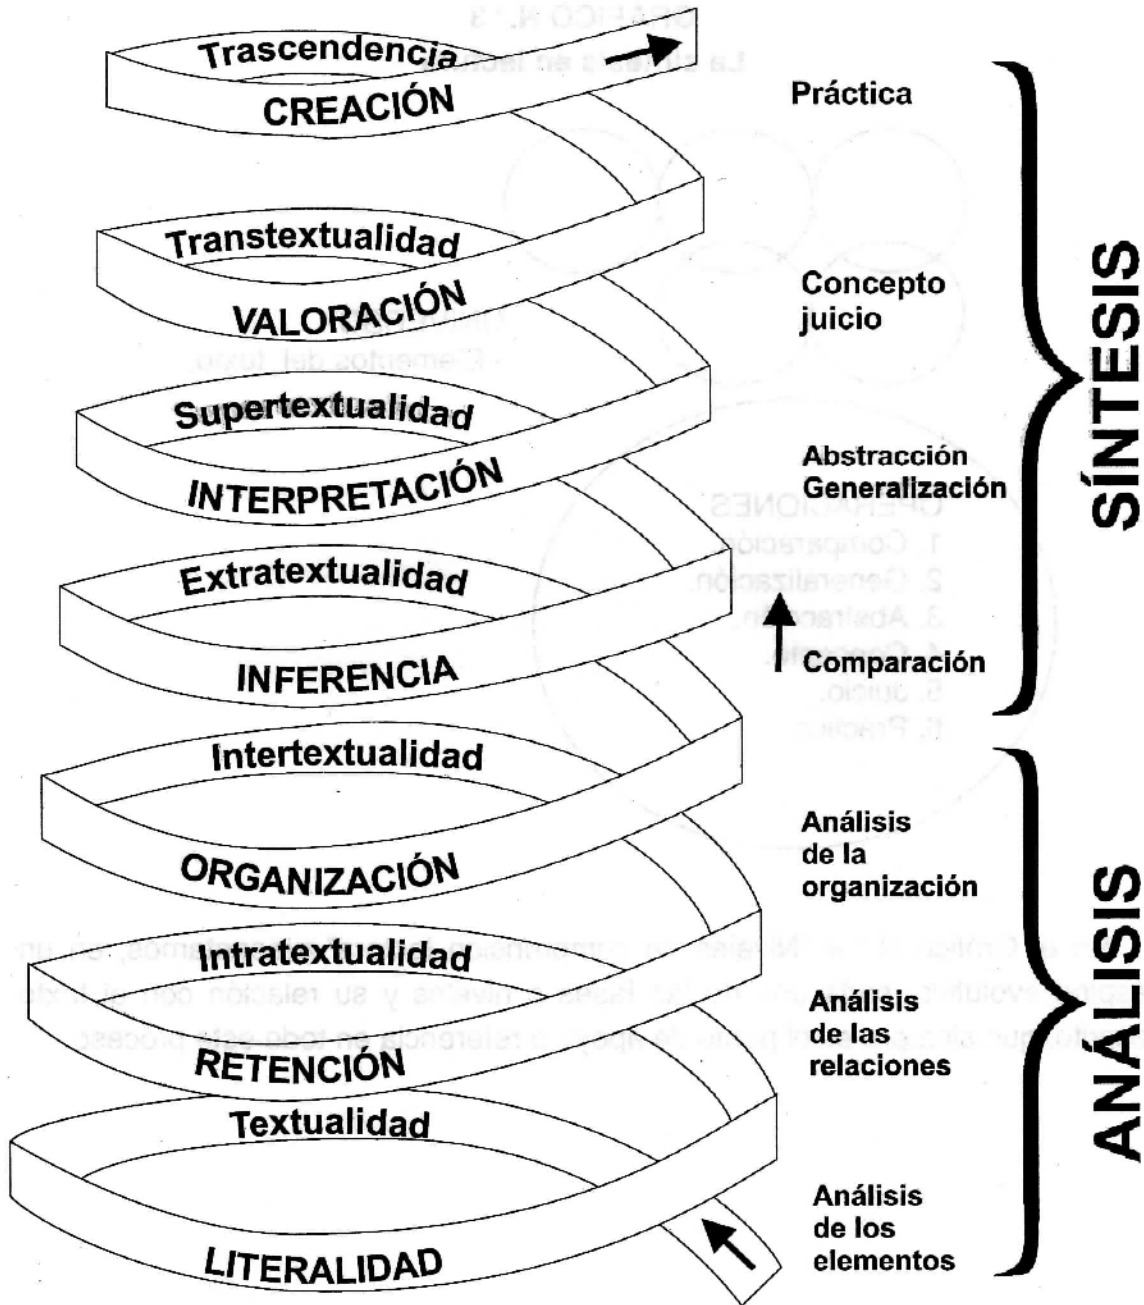 Trascendencia
CREACIÓN
Práctica
Transtextualidad
VALORACIÓN
Concepto
juicio
Supertextualidad
INTERPRETACIÓN
Abstracción
Generalización
Extratextualidad
INFERENCIA
Comparación
SÍNTESIS
Intertextualidad
ORGANIZACIÓN
Análisis
de la
organización
Intratextualidad
RETENCIÓN
Análisis
de las
relaciones
Textualidad
LITERALIDAD
Análisis
de los
elementos
ANÁLISIS